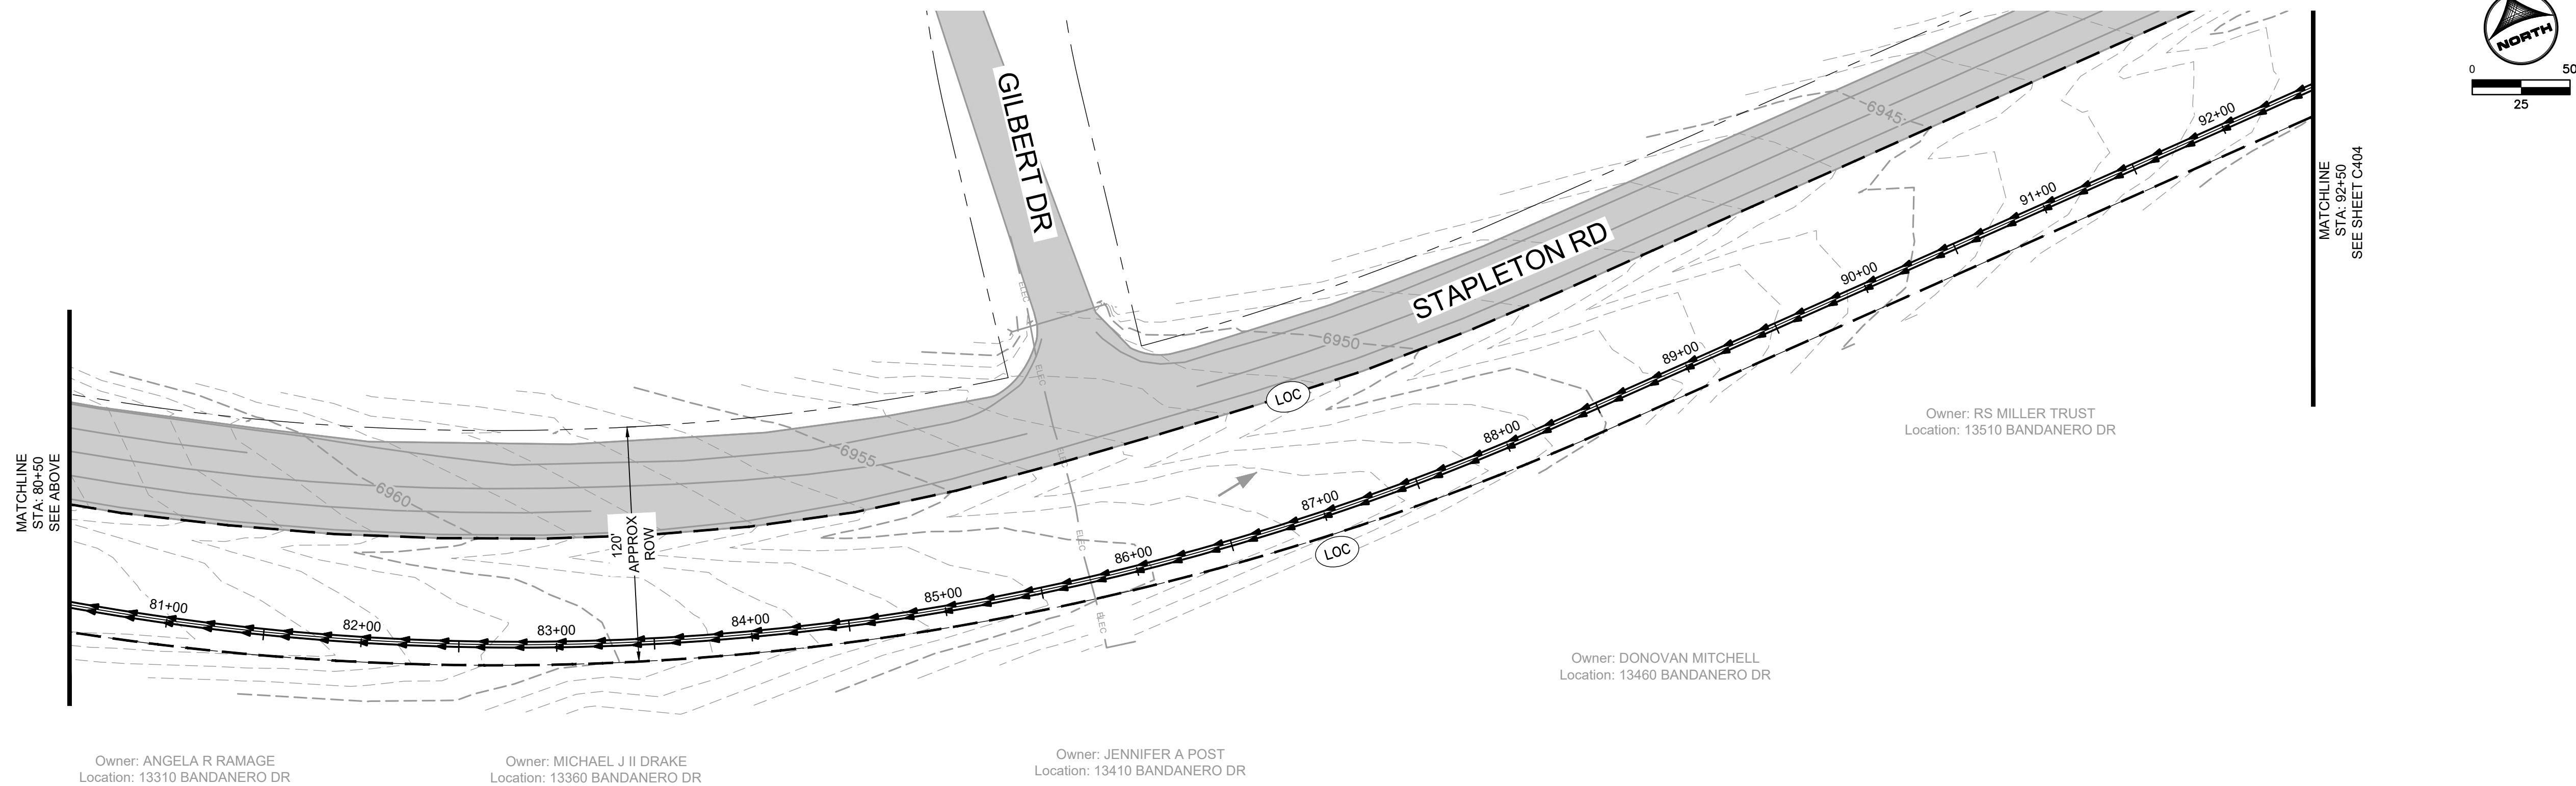 NORTH
0 50
25
GILBERT DR
STAPLETON RD
6945
6950
6955
6960
92+00
91+00
90+00
89+00
88+00
87+00
86+00
85+00
84+00
83+00
82+00
81+00
LOC
LOC
ELEC
ELEC
ELEC
ELEC
ELEC
120'
APPROX
ROW
MATCHLINE
STA: 80+50
SEE ABOVE
MATCHLINE
STA: 92+50
SEE SHEET C404
Owner: RS MILLER TRUST
Location: 13510 BANDANERO DR
Owner: DONOVAN MITCHELL
Location: 13460 BANDANERO DR
Owner: JENNIFER A POST
Location: 13410 BANDANERO DR
Owner: MICHAEL J II DRAKE
Location: 13360 BANDANERO DR
Owner: ANGELA R RAMAGE
Location: 13310 BANDANERO DR